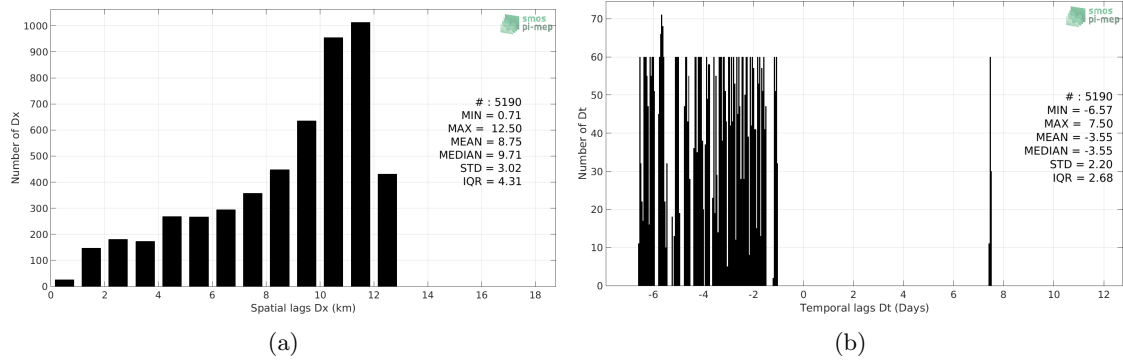 1000
900
800
700
600
500
400
300
200
100
0
Number of Dx
0 2 4 6 8 10 12 14 16 18
Spatial lags Dx (km)
smos
pi-mep
# : 5190
MIN = 0.71
MAX = 12.50
MEAN = 8.75
MEDIAN = 9.71
STD = 3.02
IQR = 4.31
(a)
70
60
50
40
30
20
10
0
Number of Dt
-6 -4 -2 0 2 4 6 8 10 12
Temporal lags Dt (Days)
smos
pi-mep
# : 5190
MIN = -6.57
MAX = 7.50
MEAN = -3.55
MEDIAN = -3.55
STD = 2.20
IQR = 2.68
(b)